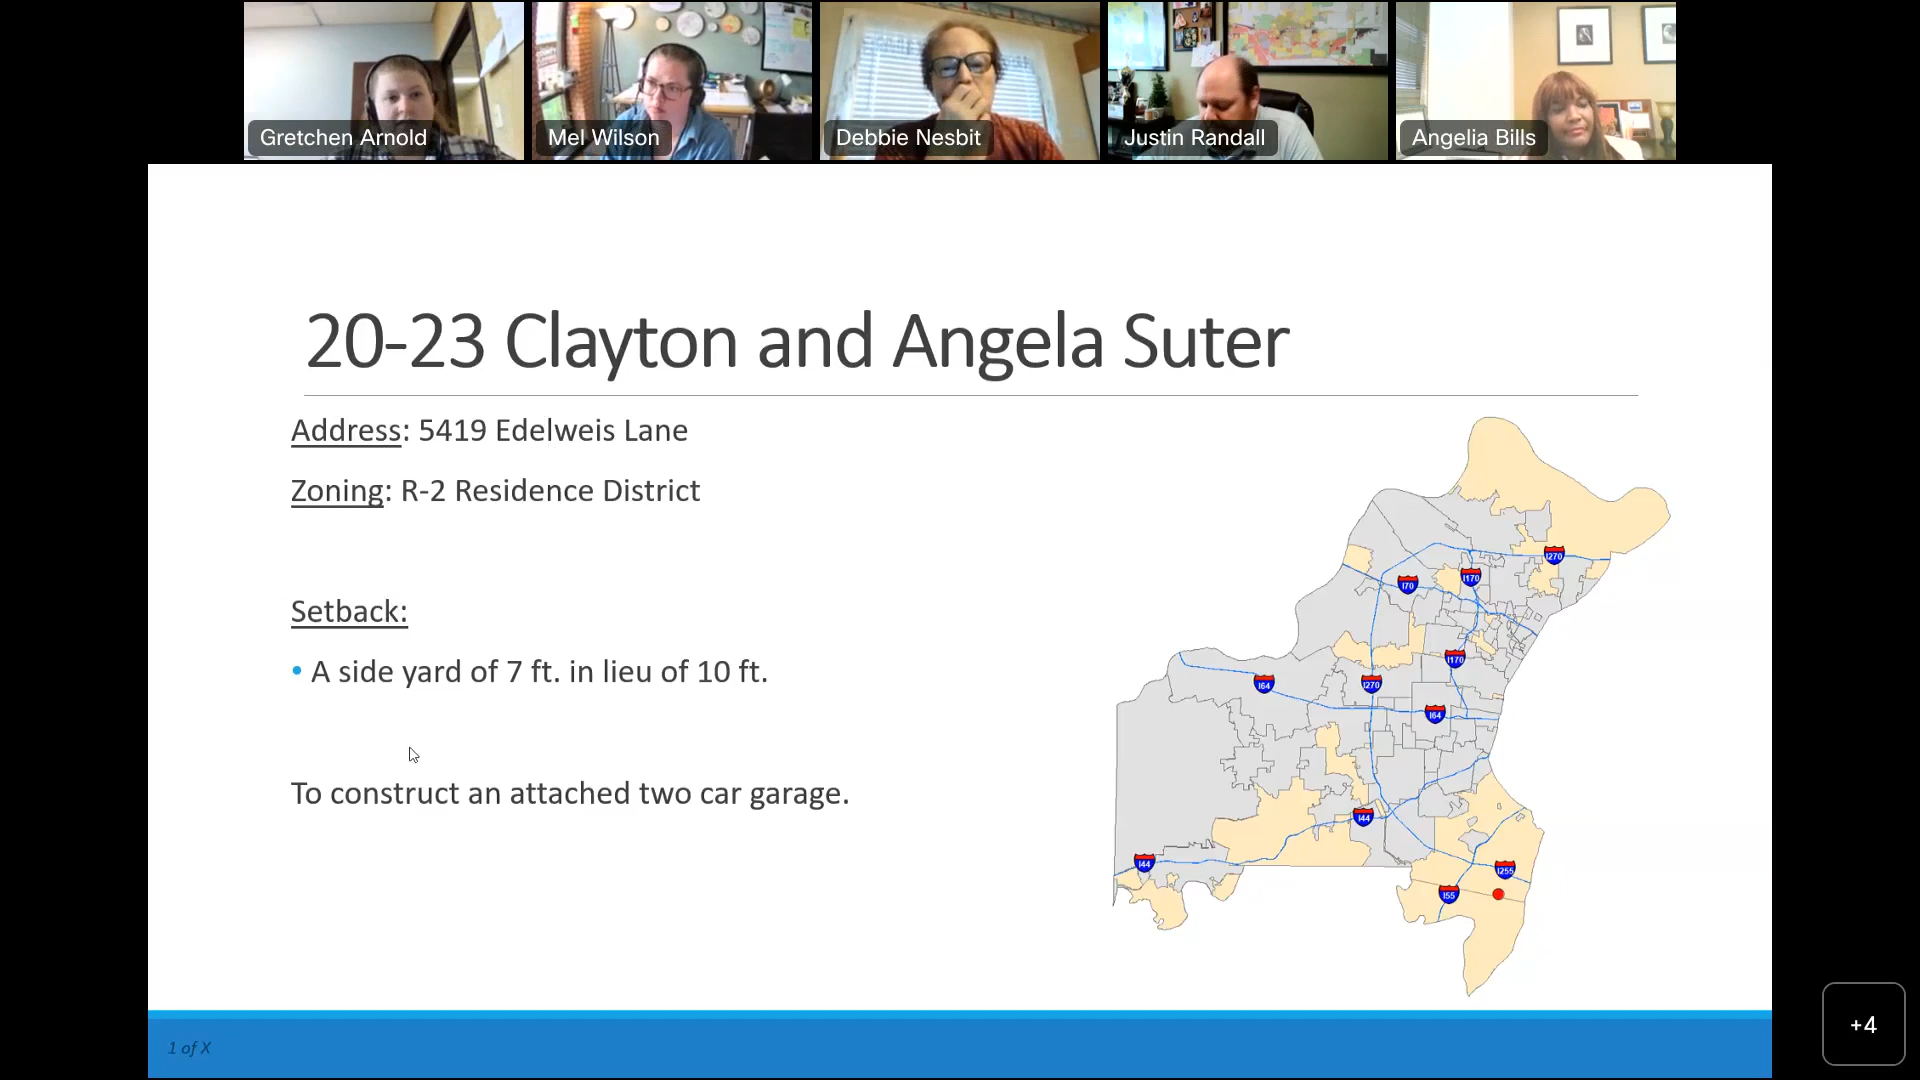 Gretchen Arnold
Mel Wilson
Debbie Nesbit
Justin Randall
Angelia Bills
20-23 Clayton and Angela Suter
Address: 5419 Edelweis Lane
Zoning: R-2 Residence District
Setback:
• A side yard of 7 ft. in lieu of 10 ft.
To construct an attached two car garage.
I270
I70
I170
I170
I64
I270
I64
I44
I44
I255
I55
1 of X
+4